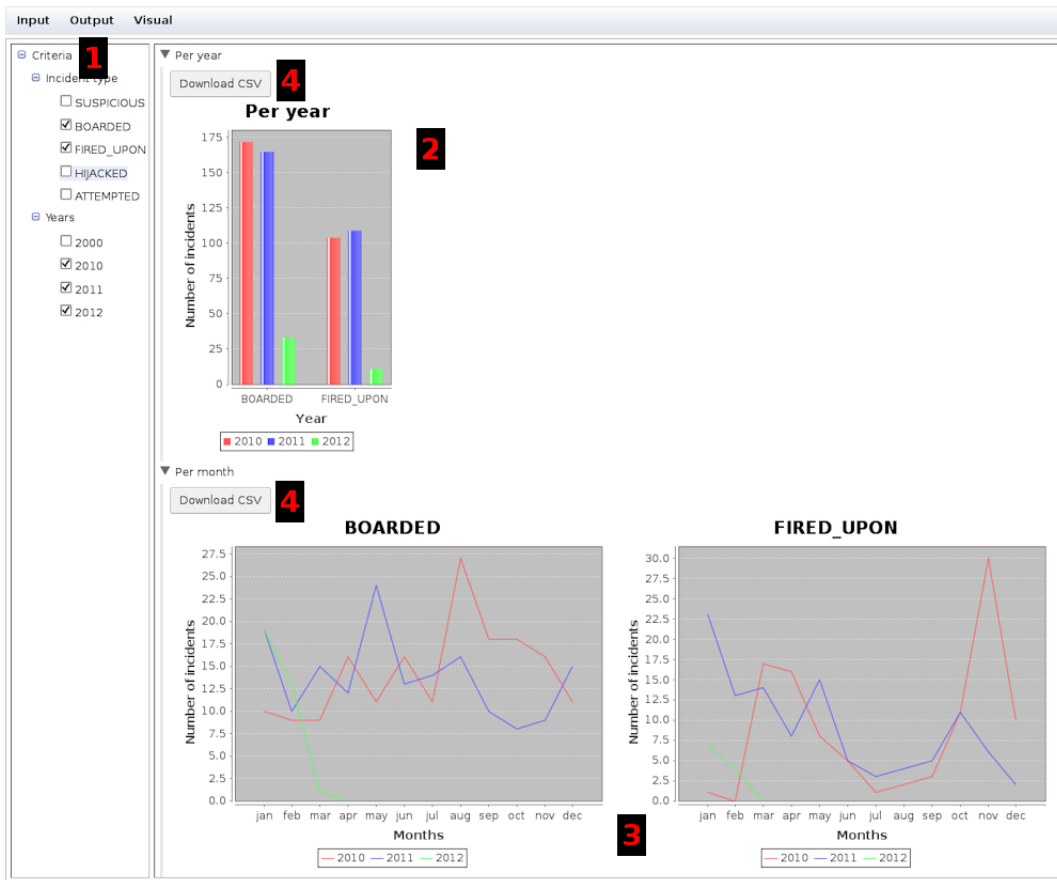 Input Output Visual
Criteria
1
Incident type
SUSPICIOUS
BOARDED
FIRED_UPON
HIJACKED
ATTEMPTED
Years
2000
2010
2011
2012
Per year
Download CSV
4
Per year
2
Number of incidents
175
150
125
100
75
50
25
0
BOARDED FIRED_UPON
Year
2010 2011 2012
Per month
Download CSV
4
BOARDED
Number of incidents
27.5
25.0
22.5
20.0
17.5
15.0
12.5
10.0
7.5
5.0
2.5
0.0
jan feb mar apr may jun jul aug sep oct nov dec
Months
2010 2011 2012
3
FIRED_UPON
Number of incidents
30.0
27.5
25.0
22.5
20.0
17.5
15.0
12.5
10.0
7.5
5.0
2.5
0.0
jan feb mar apr may jun jul aug sep oct nov dec
Months
2010 2011 2012